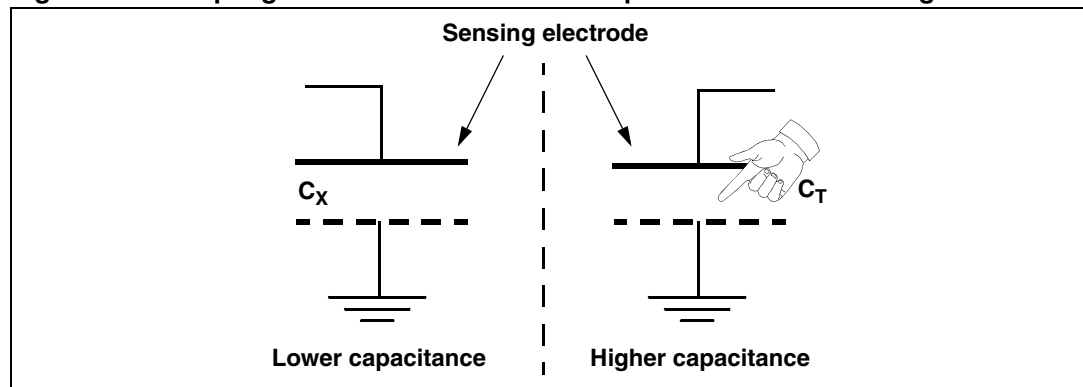 Sensing electrode
CX
CT
Lower capacitance
Higher capacitance